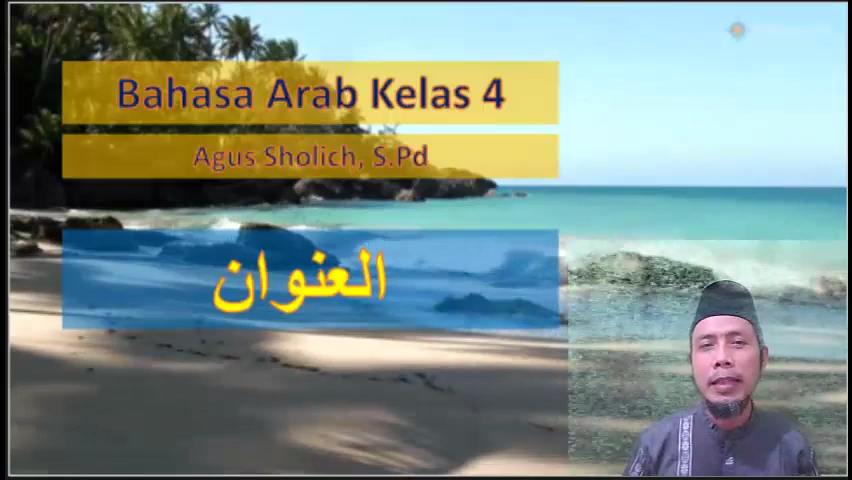 Bahasa Arab Kelas 4
Agus Sholich, S.Pd
العنوان